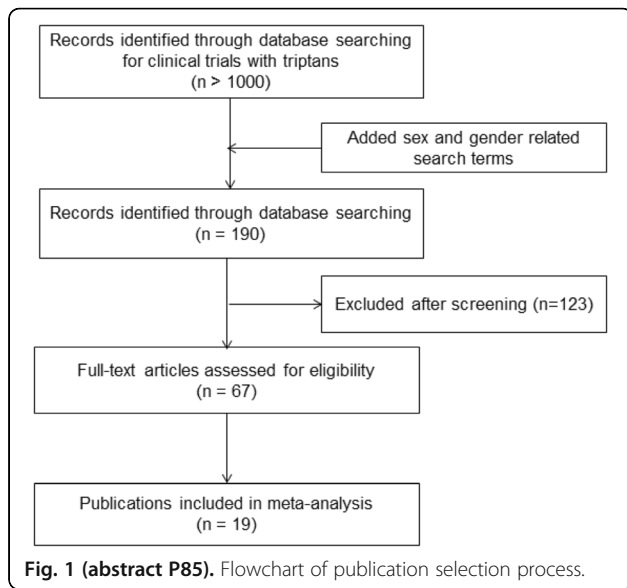 Records identified through database searching
for clinical trials with triptans
(n > 1000)
Added sex and gender related
search terms
Records identified through database searching
(n = 190)
Excluded after screening (n=123)
Full-text articles assessed for eligibility
(n = 67)
Publications included in meta-analysis
(n = 19)
Fig. 1 (abstract P85). Flowchart of publication selection process.